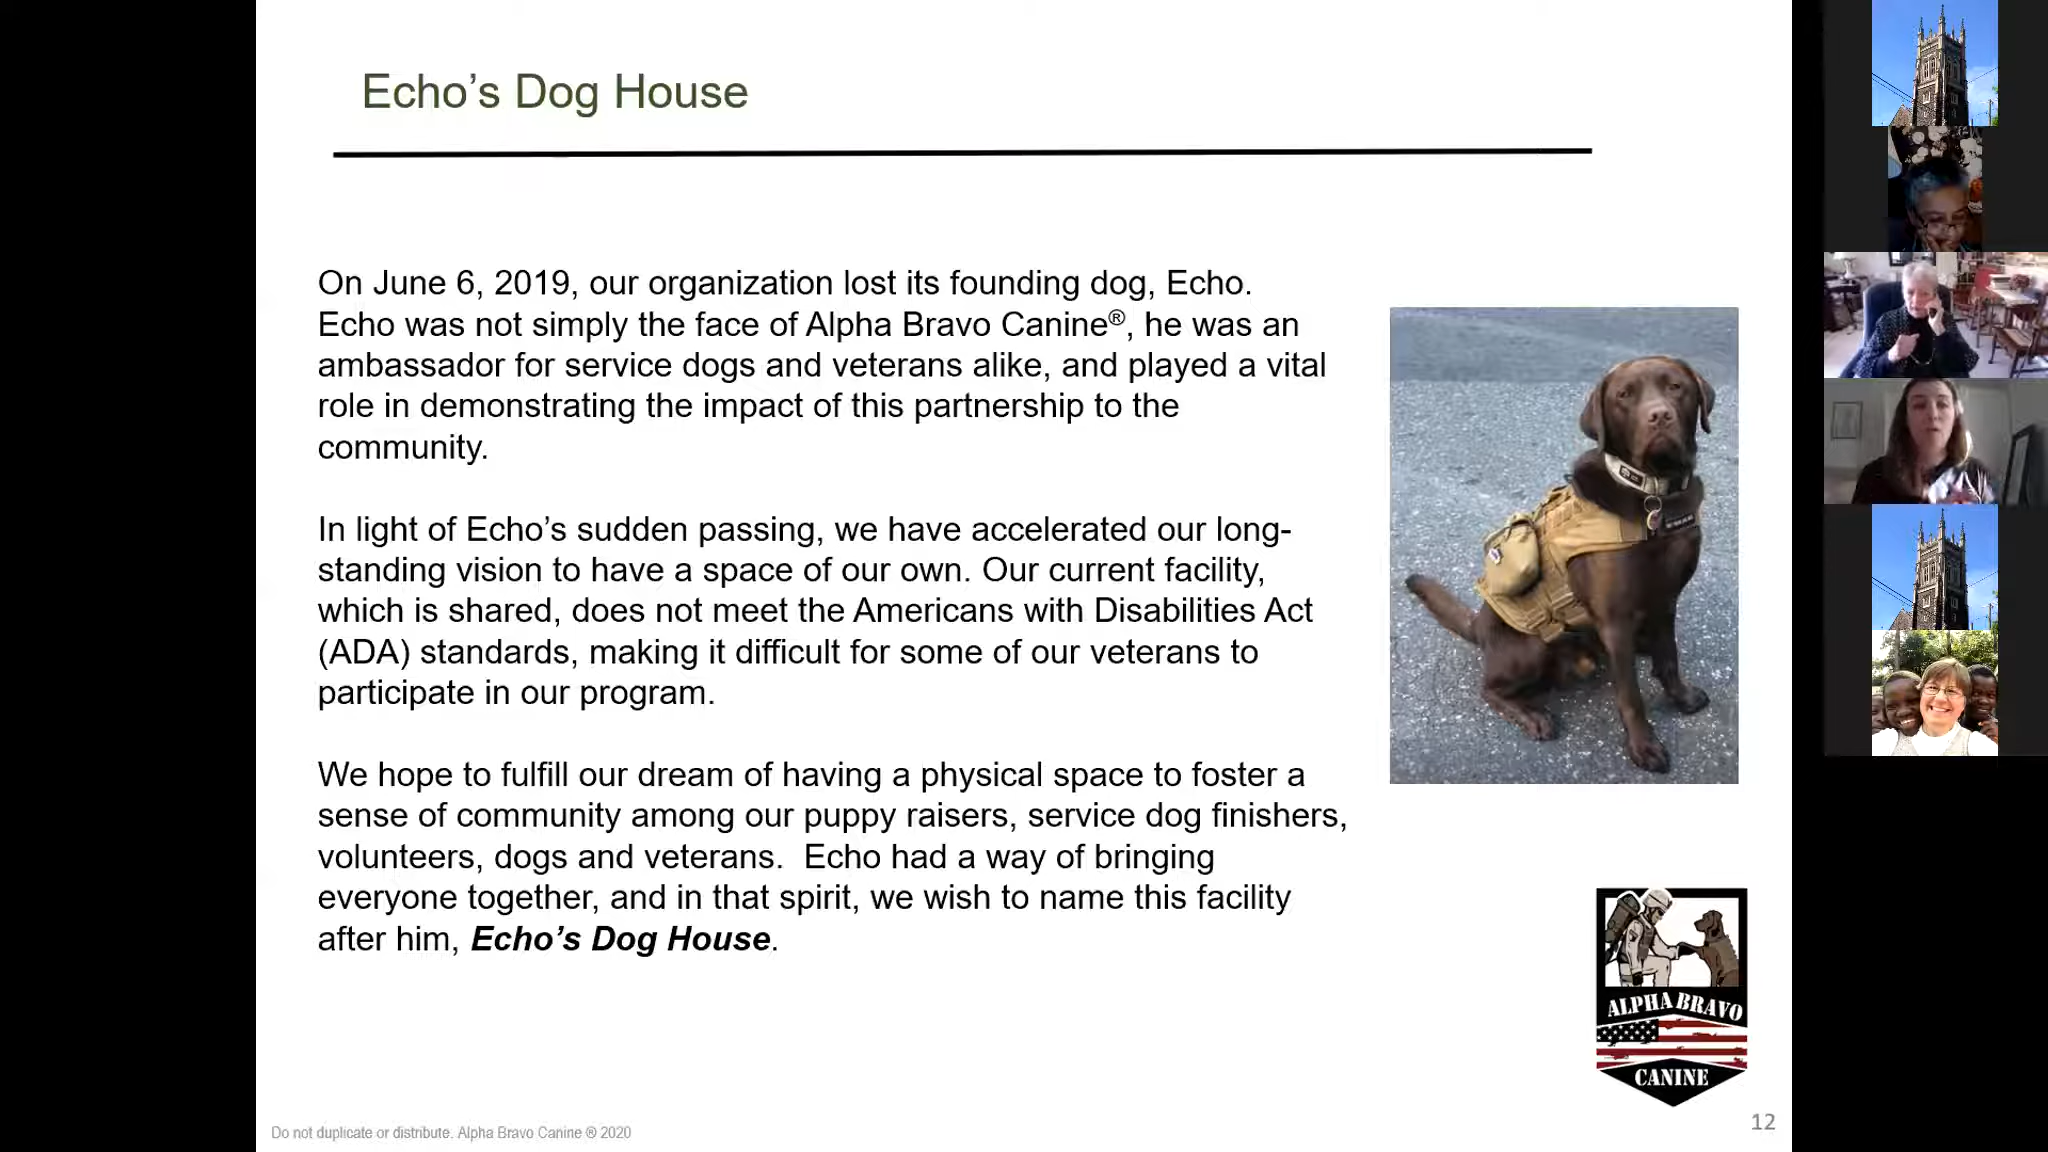 Echo’s Dog House
On June 6, 2019, our organization lost its founding dog, Echo.
Echo was not simply the face of Alpha Bravo Canine®, he was an
ambassador for service dogs and veterans alike, and played a vital
role in demonstrating the impact of this partnership to the
community.
In light of Echo’s sudden passing, we have accelerated our long-
standing vision to have a space of our own. Our current facility,
which is shared, does not meet the Americans with Disabilities Act
(ADA) standards, making it difficult for some of our veterans to
participate in our program.
We hope to fulfill our dream of having a physical space to foster a
sense of community among our puppy raisers, service dog finishers,
volunteers, dogs and veterans.  Echo had a way of bringing
everyone together, and in that spirit, we wish to name this facility
after him, Echo’s Dog House.
ALPHA BRAVO
CANINE
Do not duplicate or distribute. Alpha Bravo Canine ® 2020
12